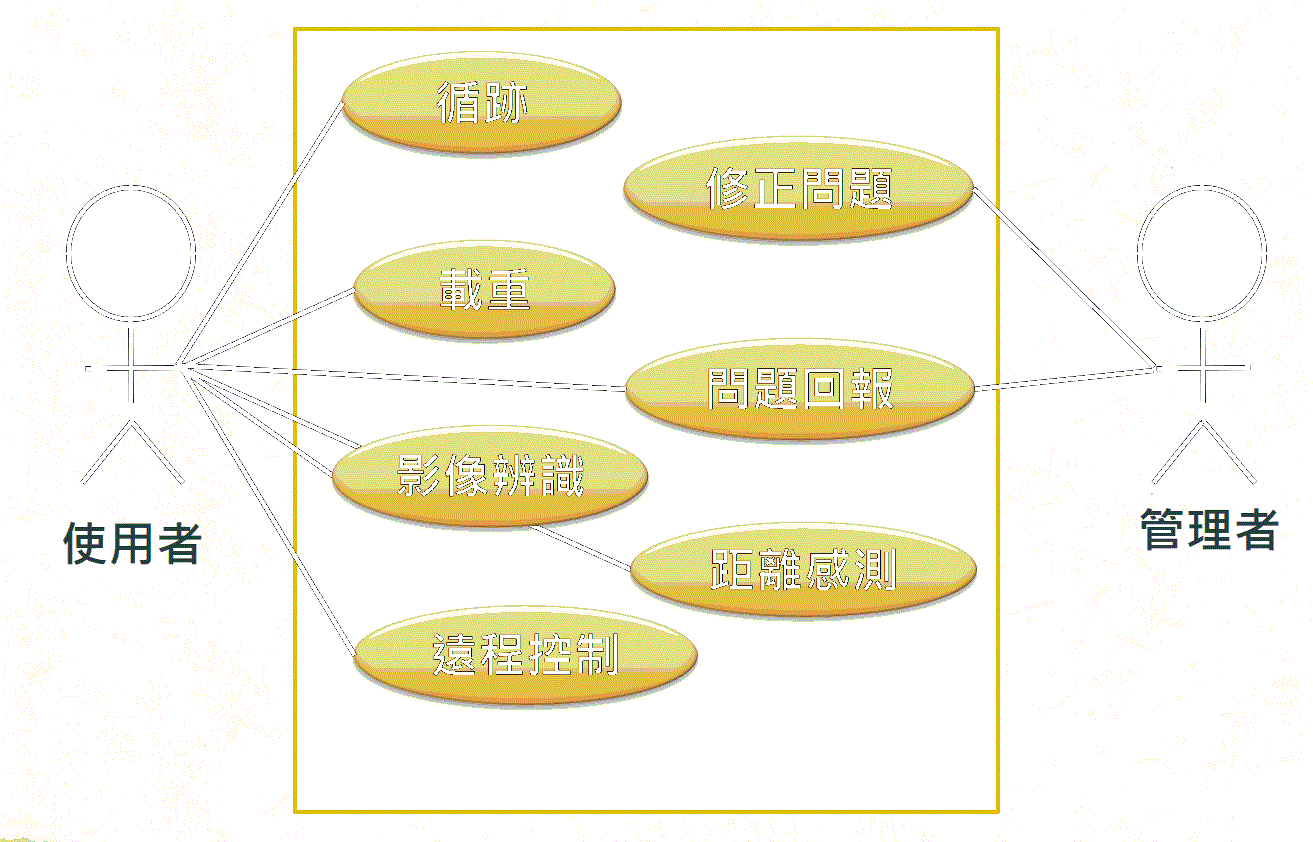 循跡
修正問題
載重
問題回報
影像辨識
使用者
管理者
距離感測
遠程控制